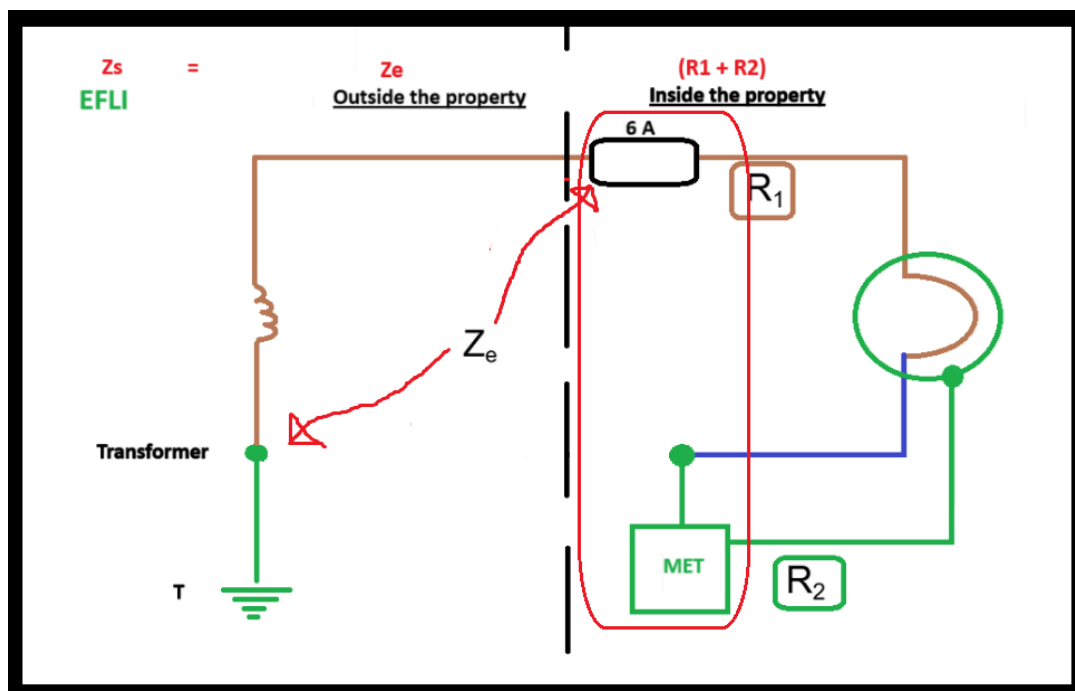 Zs = Ze (R1 + R2)
EFLI Outside the property Inside the property
6 A
R1
Ze
Transformer
MET
T
R2